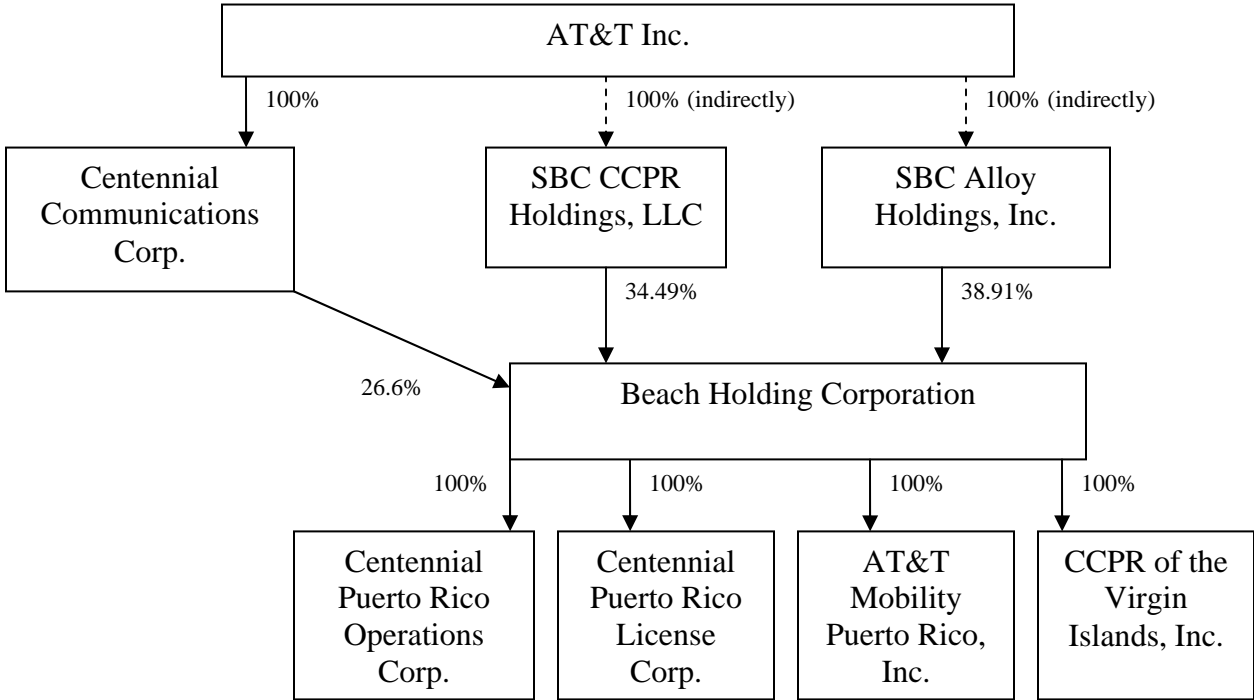 AT&T Inc.
100%
100% (indirectly)
100% (indirectly)
Centennial
Communications
Corp.
SBC CCPR
Holdings, LLC
SBC Alloy
Holdings, Inc.
34.49%
38.91%
26.6%
Beach Holding Corporation
100%
100%
100%
100%
Centennial
Puerto Rico
Operations
Corp.
Centennial
Puerto Rico
License
Corp.
AT&T
Mobility
Puerto Rico,
Inc.
CCPR of the
Virgin
Islands, Inc.